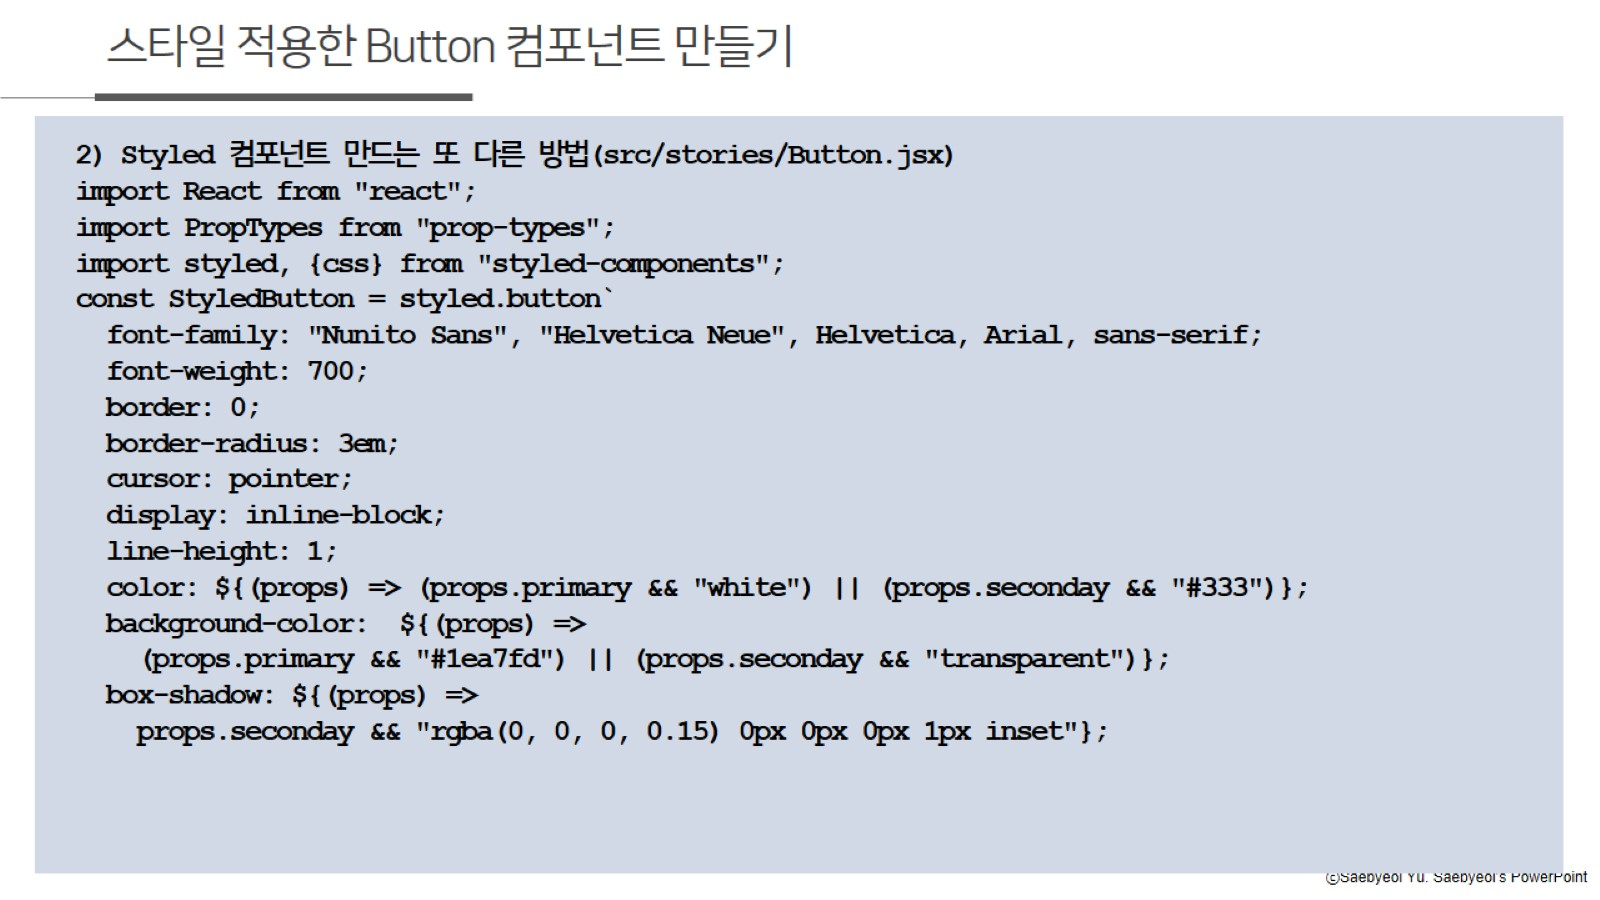 스타일 적용한 Button 컴포넌트 만들기
2) Styled 컴포넌트 만드는 또 다른 방법(src/stories/Button.jsx)
import React from "react";
import PropTypes from "prop-types";
import styled, {css} from "styled-components";
const StyledButton = styled.button`
font-family: "Nunito Sans", "Helvetica Neue", Helvetica, Arial, sans-serif;
font-weight: 700;
border: 0;
border-radius: 3em;
cursor: pointer;
display: inline-block;
line-height: 1;
color: ${(props) => (props.primary && "white") || (props.seconday && "#333")};
background-color:  ${(props) =>
(props.primary && "#1ea7fd") || (props.seconday && "transparent")};
box-shadow: ${(props) =>
props.seconday && "rgba(0, 0, 0, 0.15) 0px 0px 0px 1px inset"};
ⓒSaebyeol Yu. Saebyeol's PowerPoint